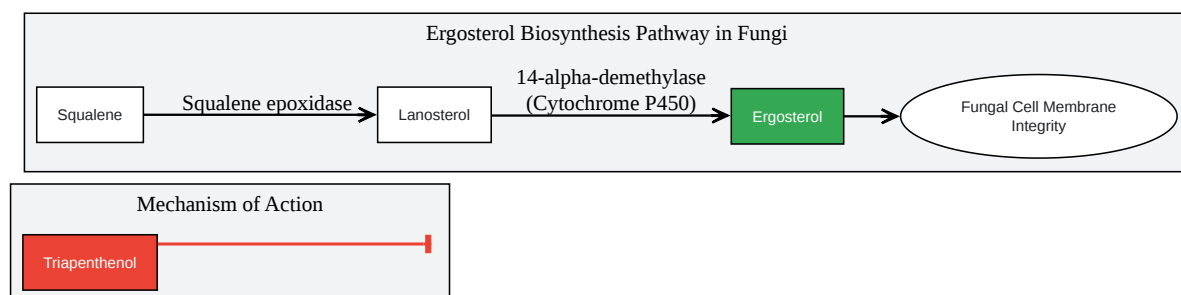 Ergosterol Biosynthesis Pathway in Fungi
Squalene
Squalene epoxidase
Lanosterol
14-alpha-demethylase
(Cytochrome P450)
Ergosterol
Fungal Cell Membrane
Integrity
Mechanism of Action
Triapenthenol